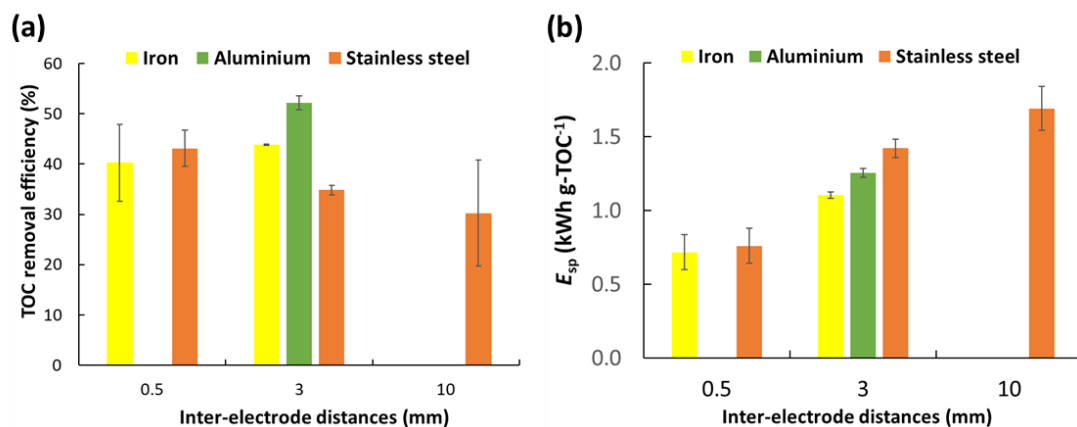 (a)
Iron Aluminium Stainless steel
TOC removal efficiency (%)
60
50
40
30
20
10
0
0.5 3 10
Inter-electrode distances (mm)
(b)
Iron Aluminium Stainless steel
Esp (kWh g-TOC-1)
2.0
1.5
1.0
0.5
0.0
0.5 3 10
Inter-electrode distances (mm)